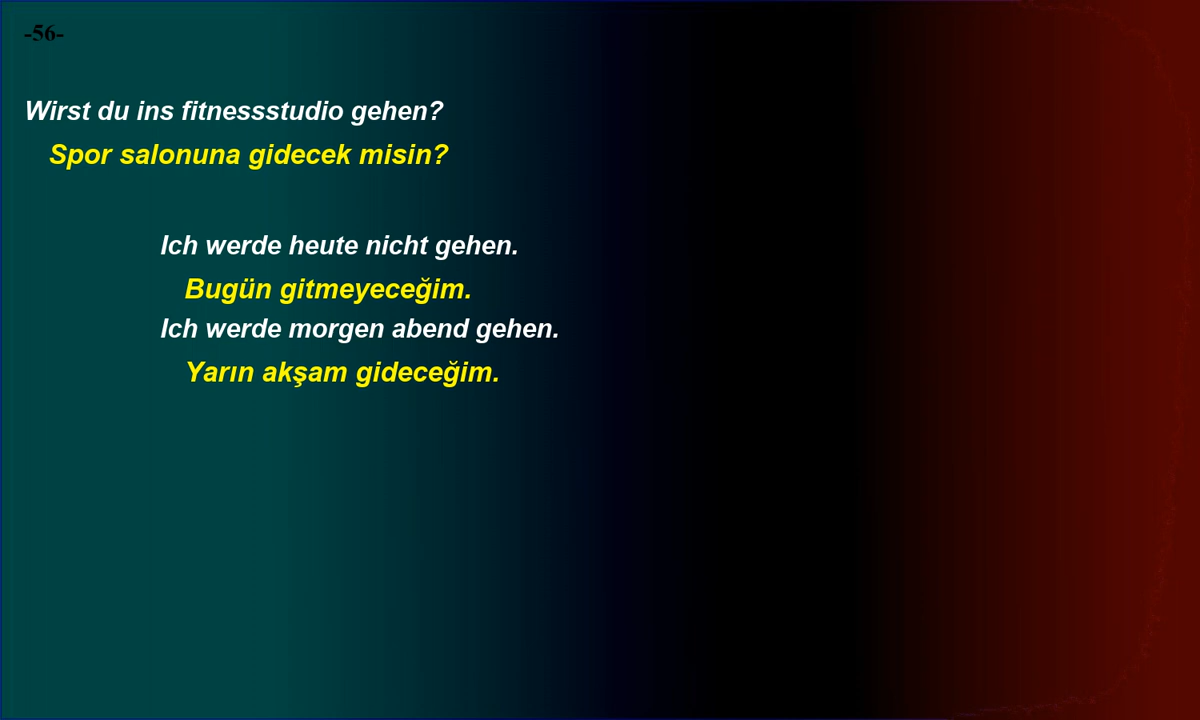 -56-
Wirst du ins fitnessstudio gehen?
Spor salonuna gidecek misin?
Ich werde heute nicht gehen.
Bugün gitmeyeceğim.
Ich werde morgen abend gehen.
Yarın akşam gideceğim.